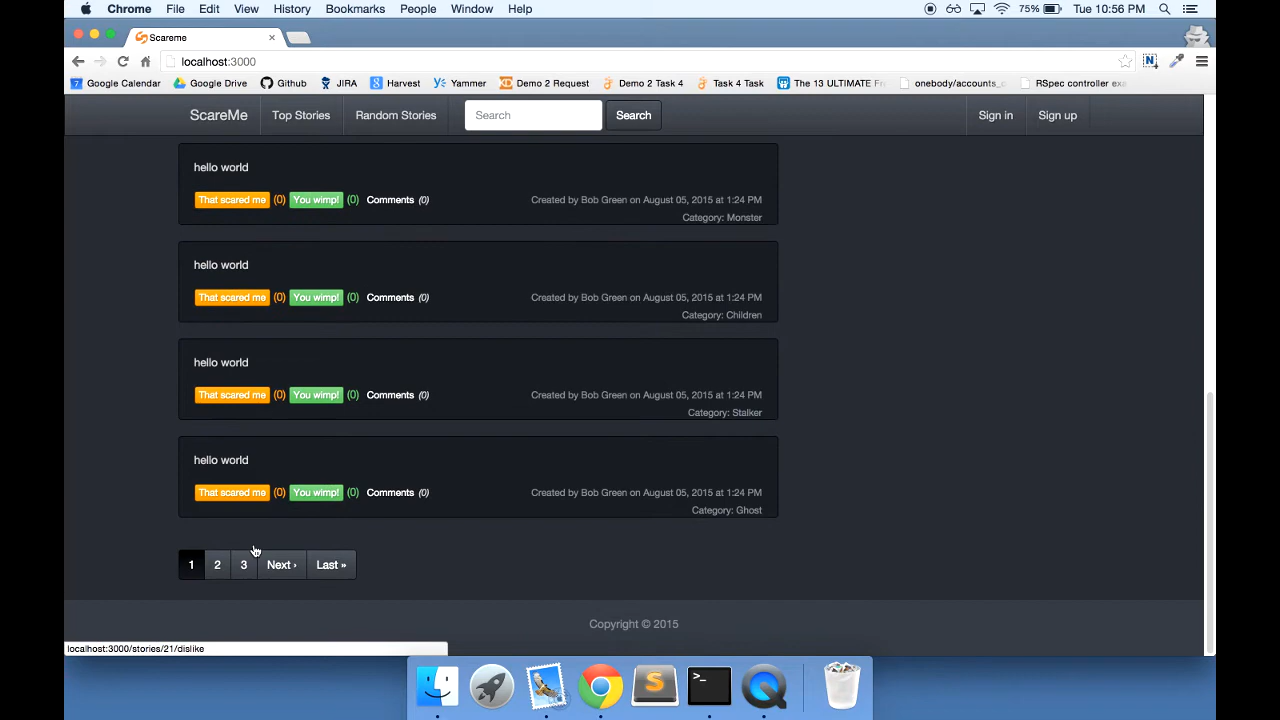 Chrome File Edit View History Bookmarks People Window Help 75% Tue 10:56 PM
Scareme
localhost:3000
Google Calendar Google Drive Github JIRA Harvest Yammer Demo 2 Request Demo 2 Task 4 Task 4 Task The 13 ULTIMATE Fr onebody/accounts_c RSpec controller exa
ScareMe Top Stories Random Stories Search Search Sign in Sign up
hello world
That scared me (0) You wimp! (0) Comments (0) Created by Bob Green on August 05, 2015 at 1:24 PM
Category: Monster
hello world
That scared me (0) You wimp! (0) Comments (0) Created by Bob Green on August 05, 2015 at 1:24 PM
Category: Children
hello world
That scared me (0) You wimp! (0) Comments (0) Created by Bob Green on August 05, 2015 at 1:24 PM
Category: Stalker
hello world
That scared me (0) You wimp! (0) Comments (0) Created by Bob Green on August 05, 2015 at 1:24 PM
Category: Ghost
1 2 3 Next › Last »
Copyright © 2015
localhost:3000/stories/21/dislike